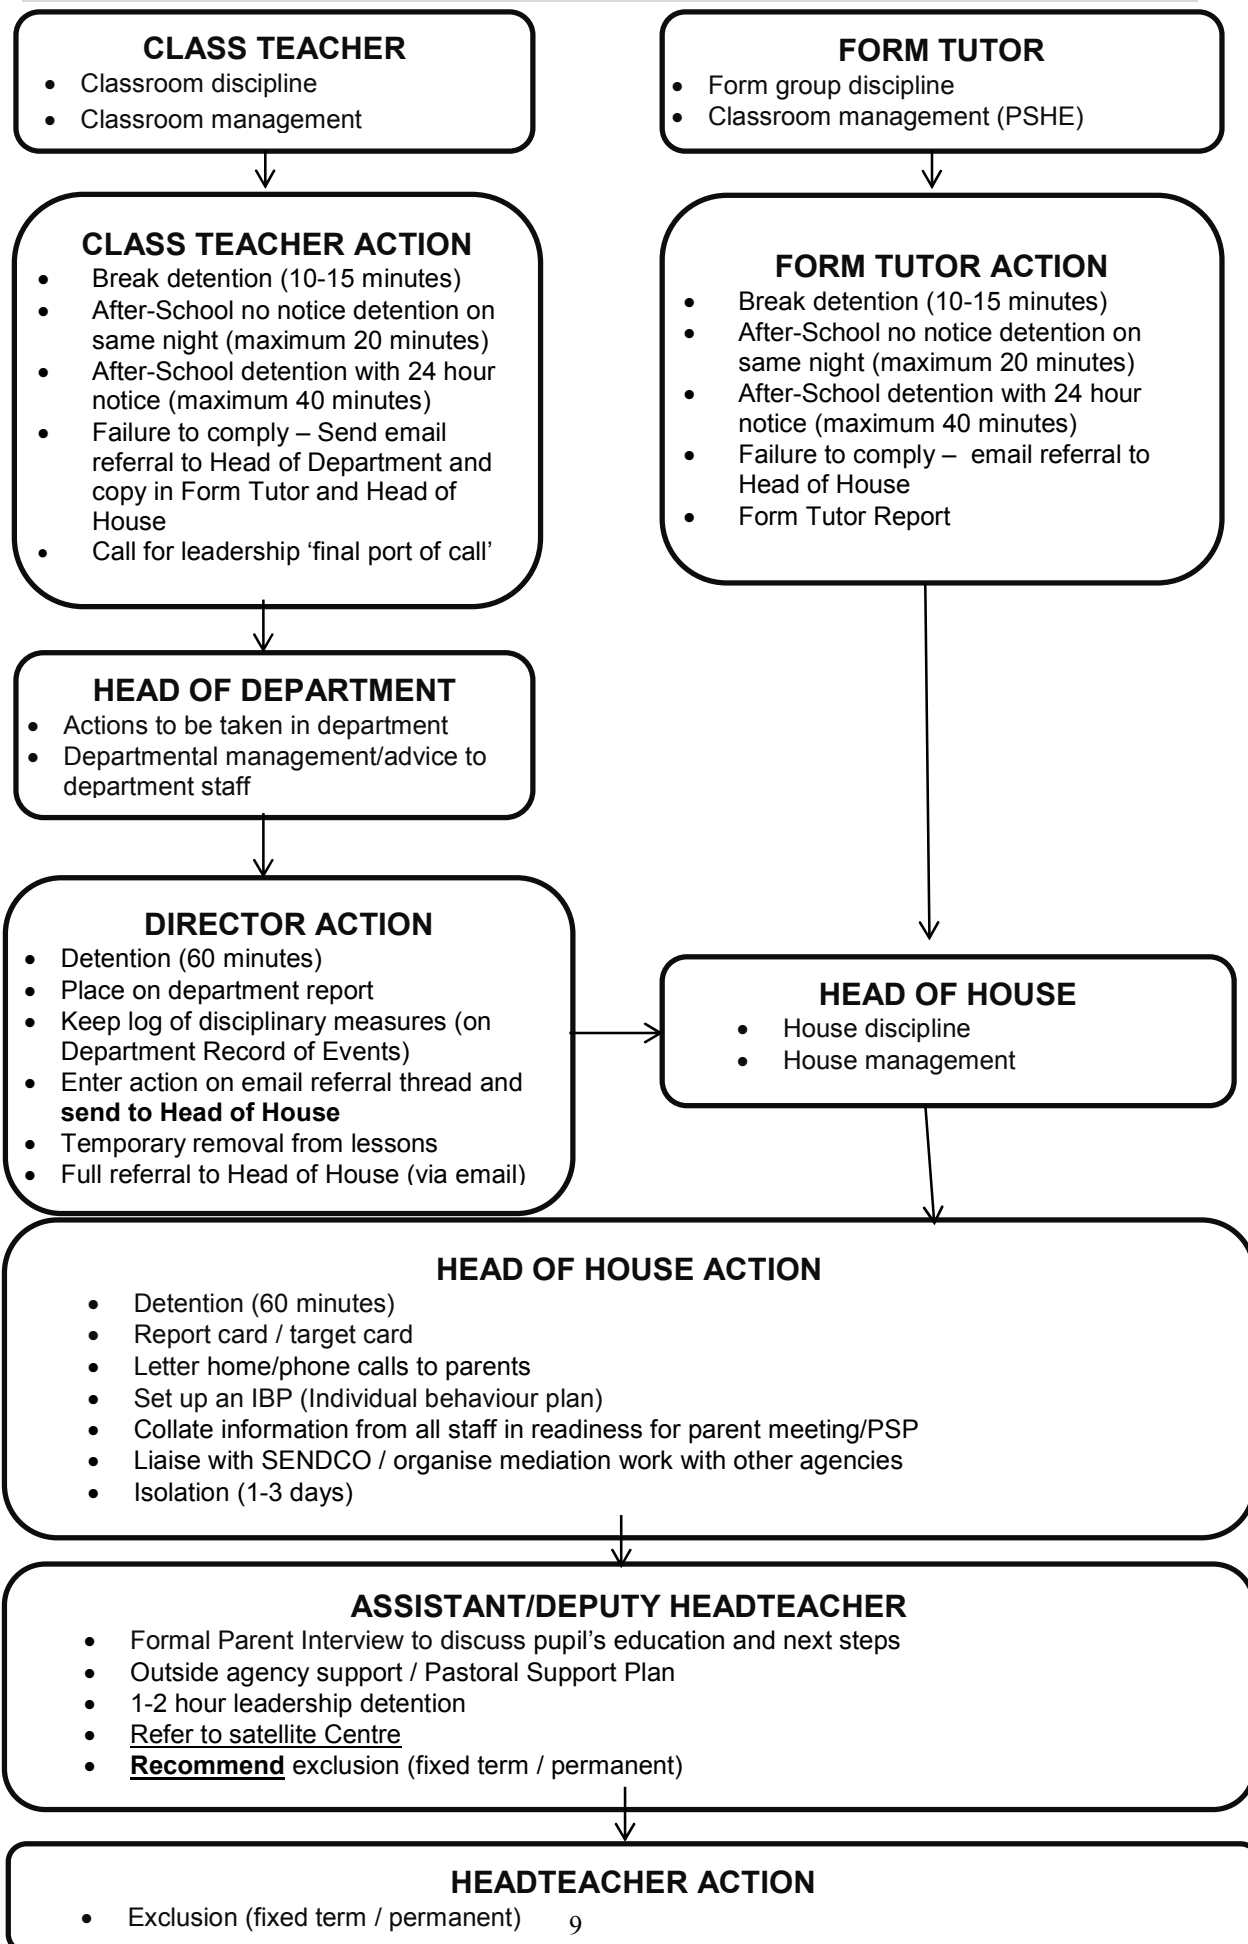 CLASS TEACHER
• Classroom discipline
• Classroom management
FORM TUTOR
• Form group discipline
• Classroom management (PSHE)
CLASS TEACHER ACTION
• Break detention (10-15 minutes)
• After-School no notice detention on
same night (maximum 20 minutes)
• After-School detention with 24 hour
notice (maximum 40 minutes)
• Failure to comply – Send email
referral to Head of Department and
copy in Form Tutor and Head of
House
• Call for leadership ‘final port of call’
FORM TUTOR ACTION
• Break detention (10-15 minutes)
• After-School no notice detention on
same night (maximum 20 minutes)
• After-School detention with 24 hour
notice (maximum 40 minutes)
• Failure to comply – email referral to
Head of House
• Form Tutor Report
HEAD OF DEPARTMENT
• Actions to be taken in department
• Departmental management/advice to
department staff
DIRECTOR ACTION
• Detention (60 minutes)
• Place on department report
• Keep log of disciplinary measures (on
Department Record of Events)
• Enter action on email referral thread and
send to Head of House
• Temporary removal from lessons
• Full referral to Head of House (via email)
HEAD OF HOUSE
• House discipline
• House management
HEAD OF HOUSE ACTION
• Detention (60 minutes)
• Report card / target card
• Letter home/phone calls to parents
• Set up an IBP (Individual behaviour plan)
• Collate information from all staff in readiness for parent meeting/PSP
• Liaise with SENDCO / organise mediation work with other agencies
• Isolation (1-3 days)
ASSISTANT/DEPUTY HEADTEACHER
• Formal Parent Interview to discuss pupil’s education and next steps
• Outside agency support / Pastoral Support Plan
• 1-2 hour leadership detention
• Refer to satellite Centre
• Recommend exclusion (fixed term / permanent)
HEADTEACHER ACTION
• Exclusion (fixed term / permanent)
9